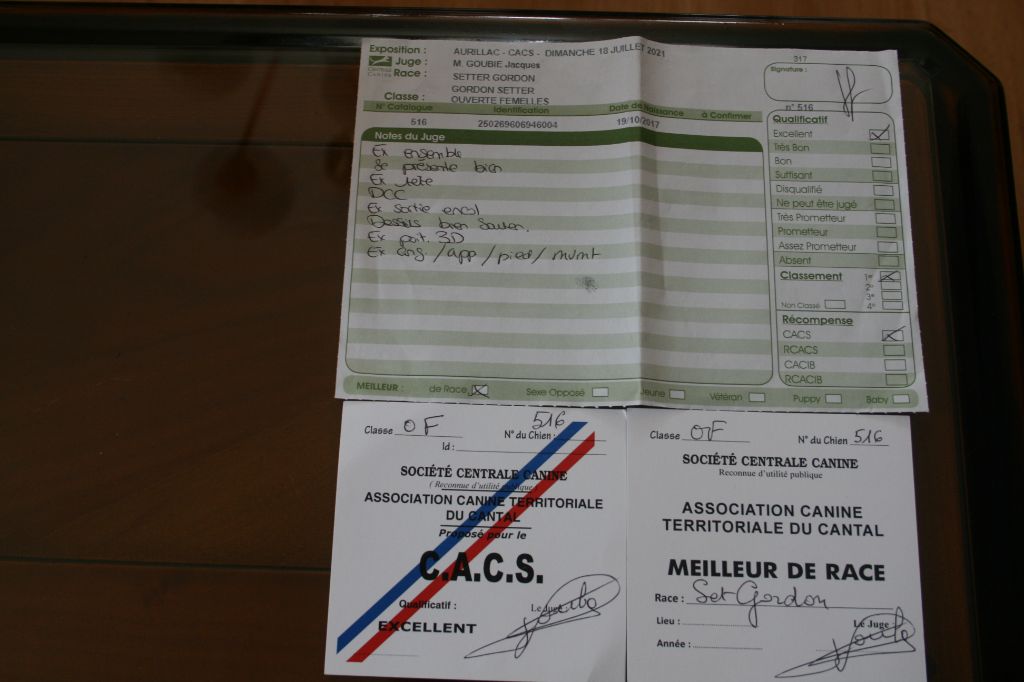 317
Exposition : AURILLAC - CACS - DIMANCHE 18 JUILLET 2021
Juge : M. GOUBIE Jacques
Race : SETTER GORDON
GORDON SETTER
Classe : OUVERTE FEMELLES
N° Catalogue Identification Date de Naissance à Confirmer
516 250269606946004 19/10/2017
Notes du Juge
Ex ensemble
Se présente bien
Ex tête
DCC
Ex sortie encol
Dessus bien soutenu
Ex poit. 3D
Ex ang. / app / pied / mvmt
Signature :
n° 516
Qualificatif
Excellent
Très Bon
Bon
Suffisant
Disqualifié
Ne peut être jugé
Très Prometteur
Prometteur
Assez Prometteur
Absent
Classement 1er
2e
3e
Non Classé 4e
Récompense
CACS
RCACS
CACIB
RCACIB
MEILLEUR : de Race Sexe Opposé Jeune Vétéran Puppy Baby
Classe OF N° du Chien : 516
Id :
SOCIÉTÉ CENTRALE CANINE
( Reconnue d'utilité publique )
ASSOCIATION CANINE TERRITORIALE
DU CANTAL
Proposé pour le
C.A.C.S.
Qualificatif : Le Juge
EXCELLENT
Classe OF N° du Chien 516
SOCIÉTÉ CENTRALE CANINE
Reconnue d'utilité publique
ASSOCIATION CANINE
TERRITORIALE DU CANTAL
MEILLEUR DE RACE
Race : Set Gordon
Lieu : Le Juge
Année :